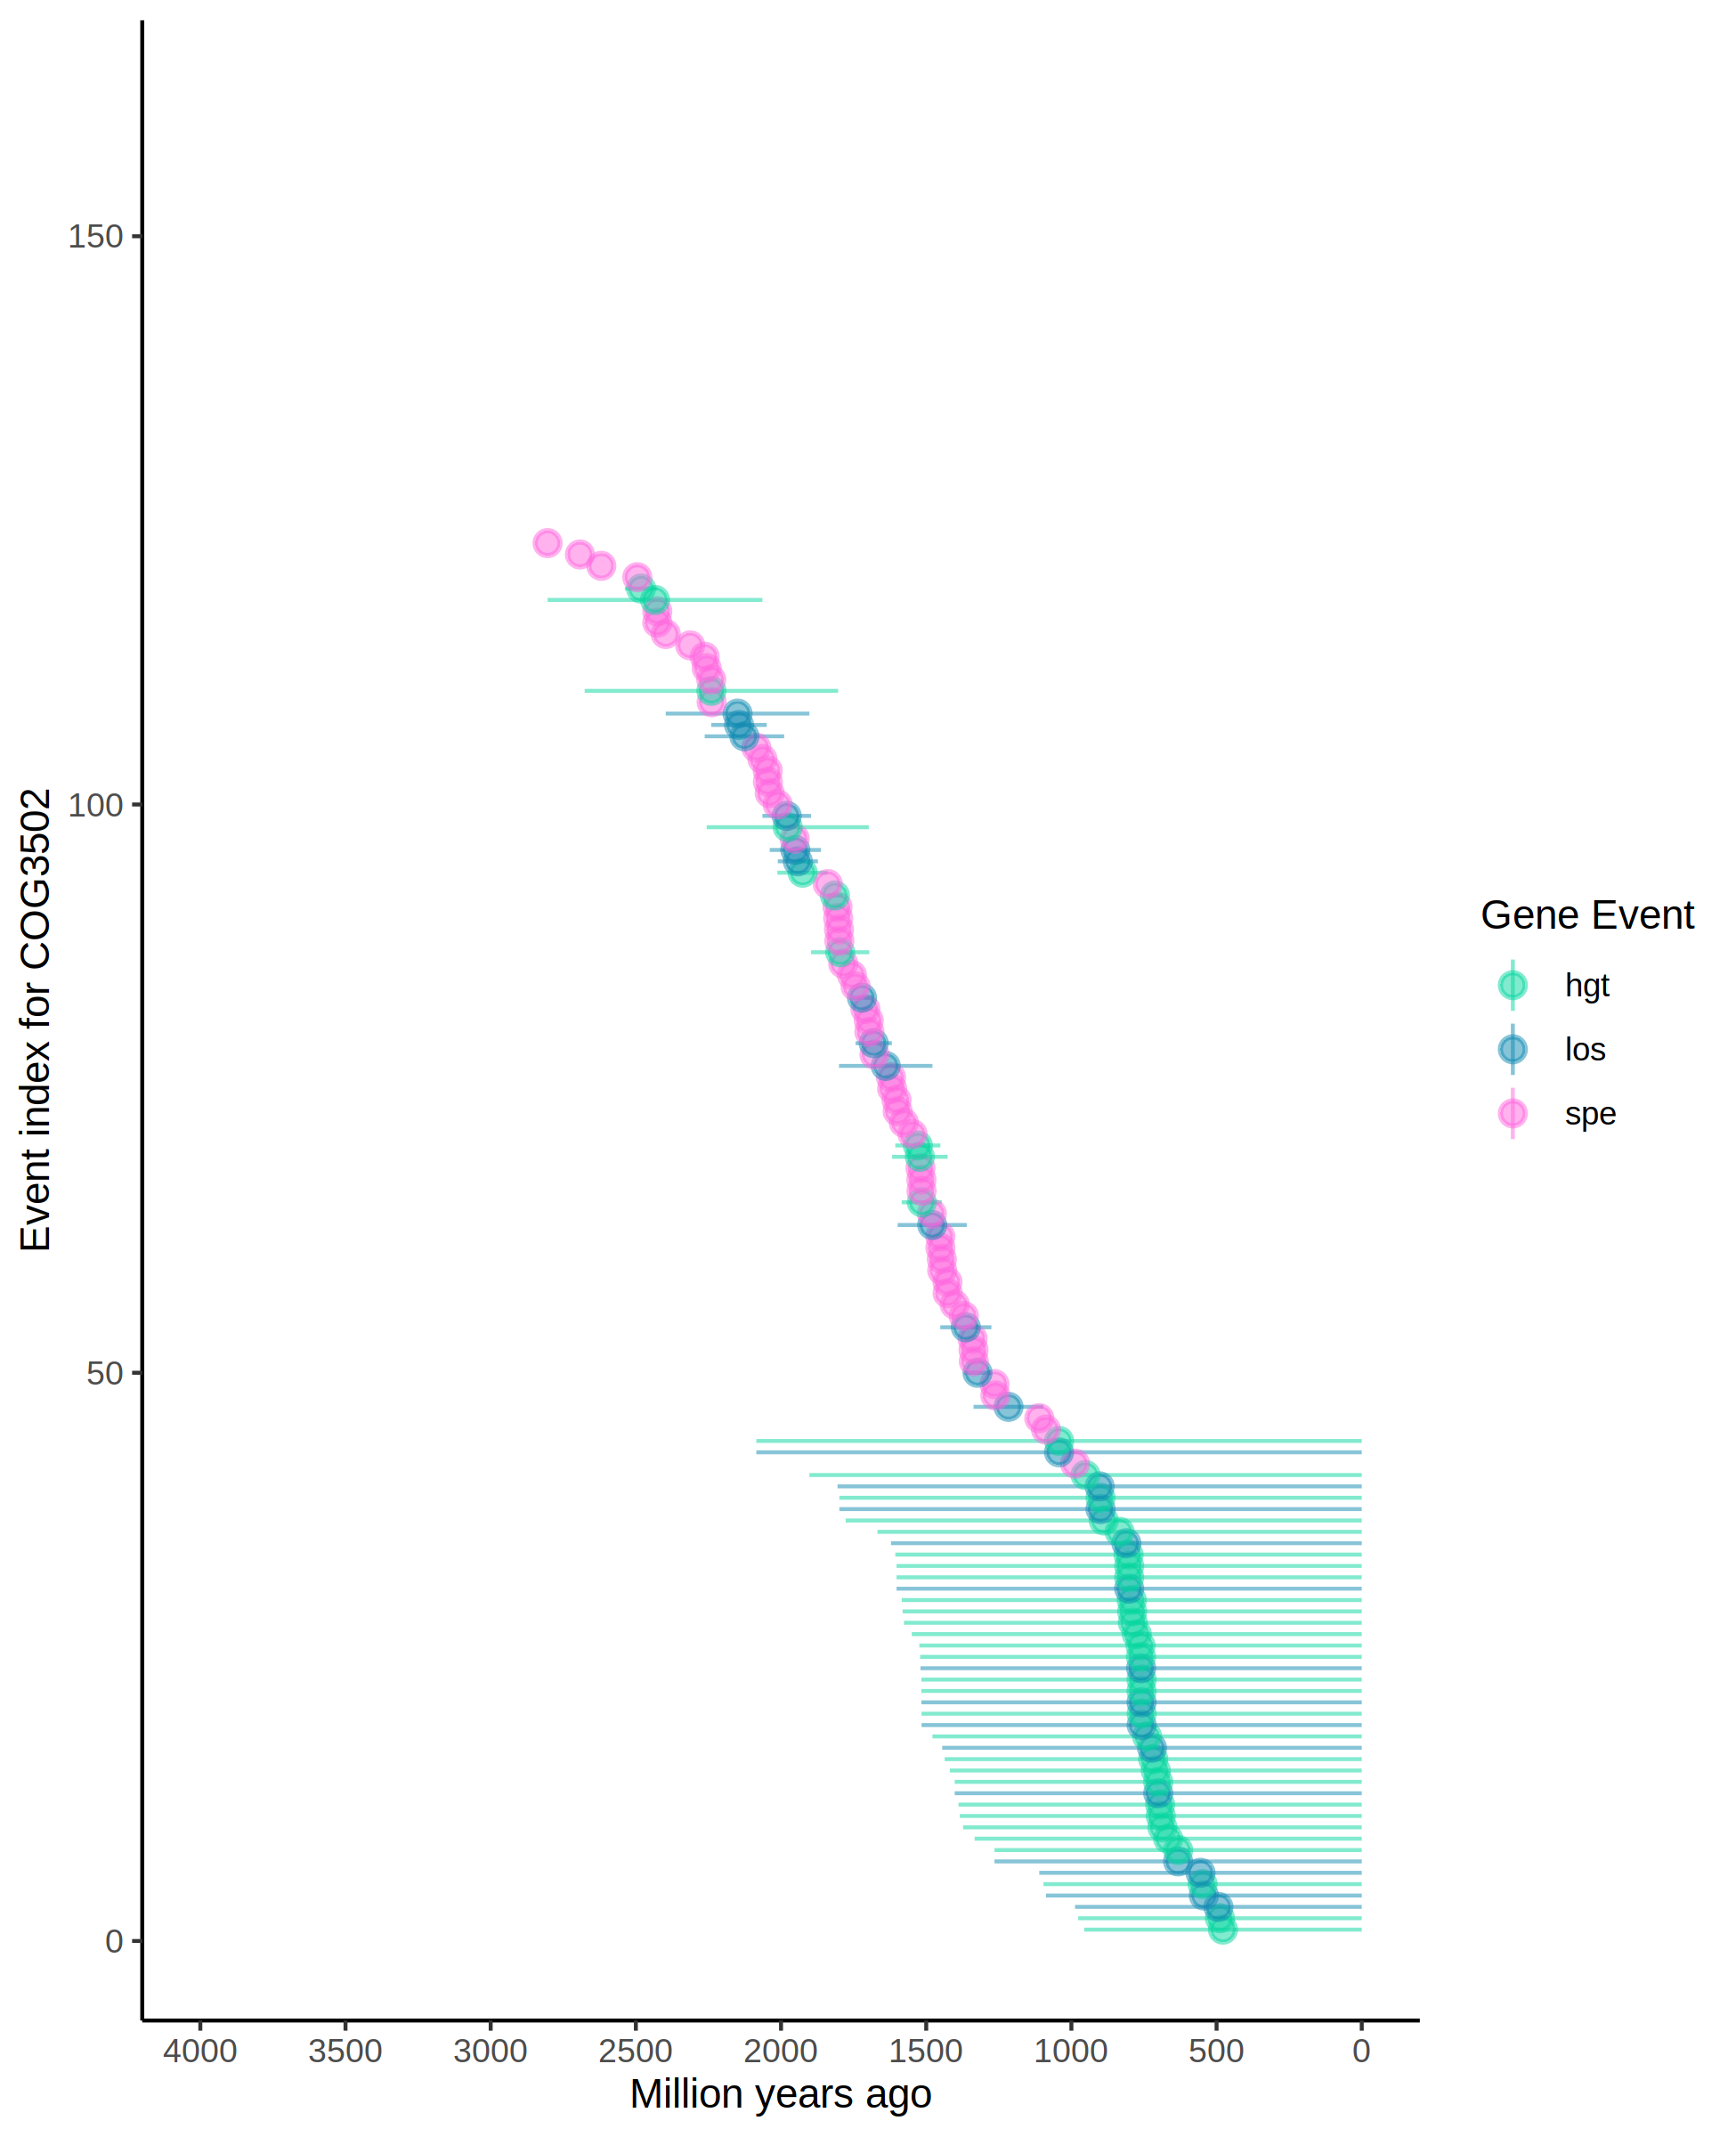 150
100
50
0
Event index for COG3502
4000 3500 3000 2500 2000 1500 1000 500 0
Million years ago
Gene Event
hgt
los
spe